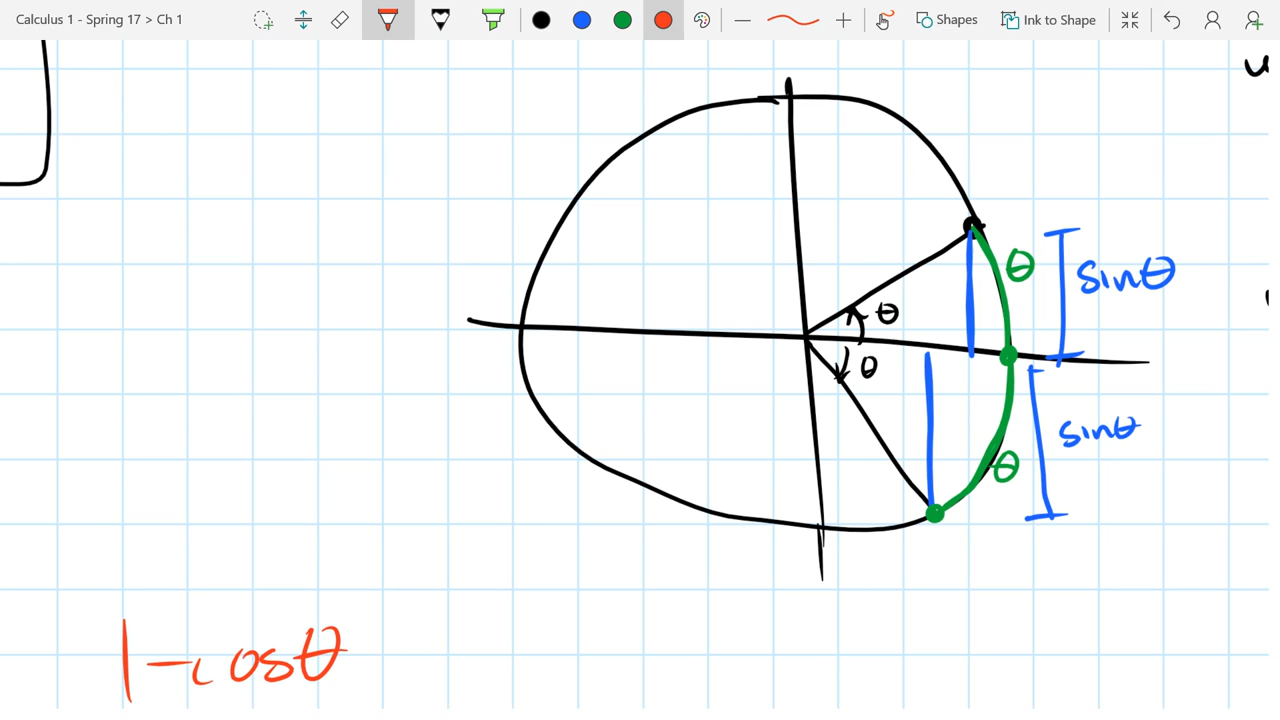 Calculus 1 - Spring 17 > Ch 1
Shapes
Ink to Shape
θ
sinθ
θ
θ
sinθ
θ
1-cosθ